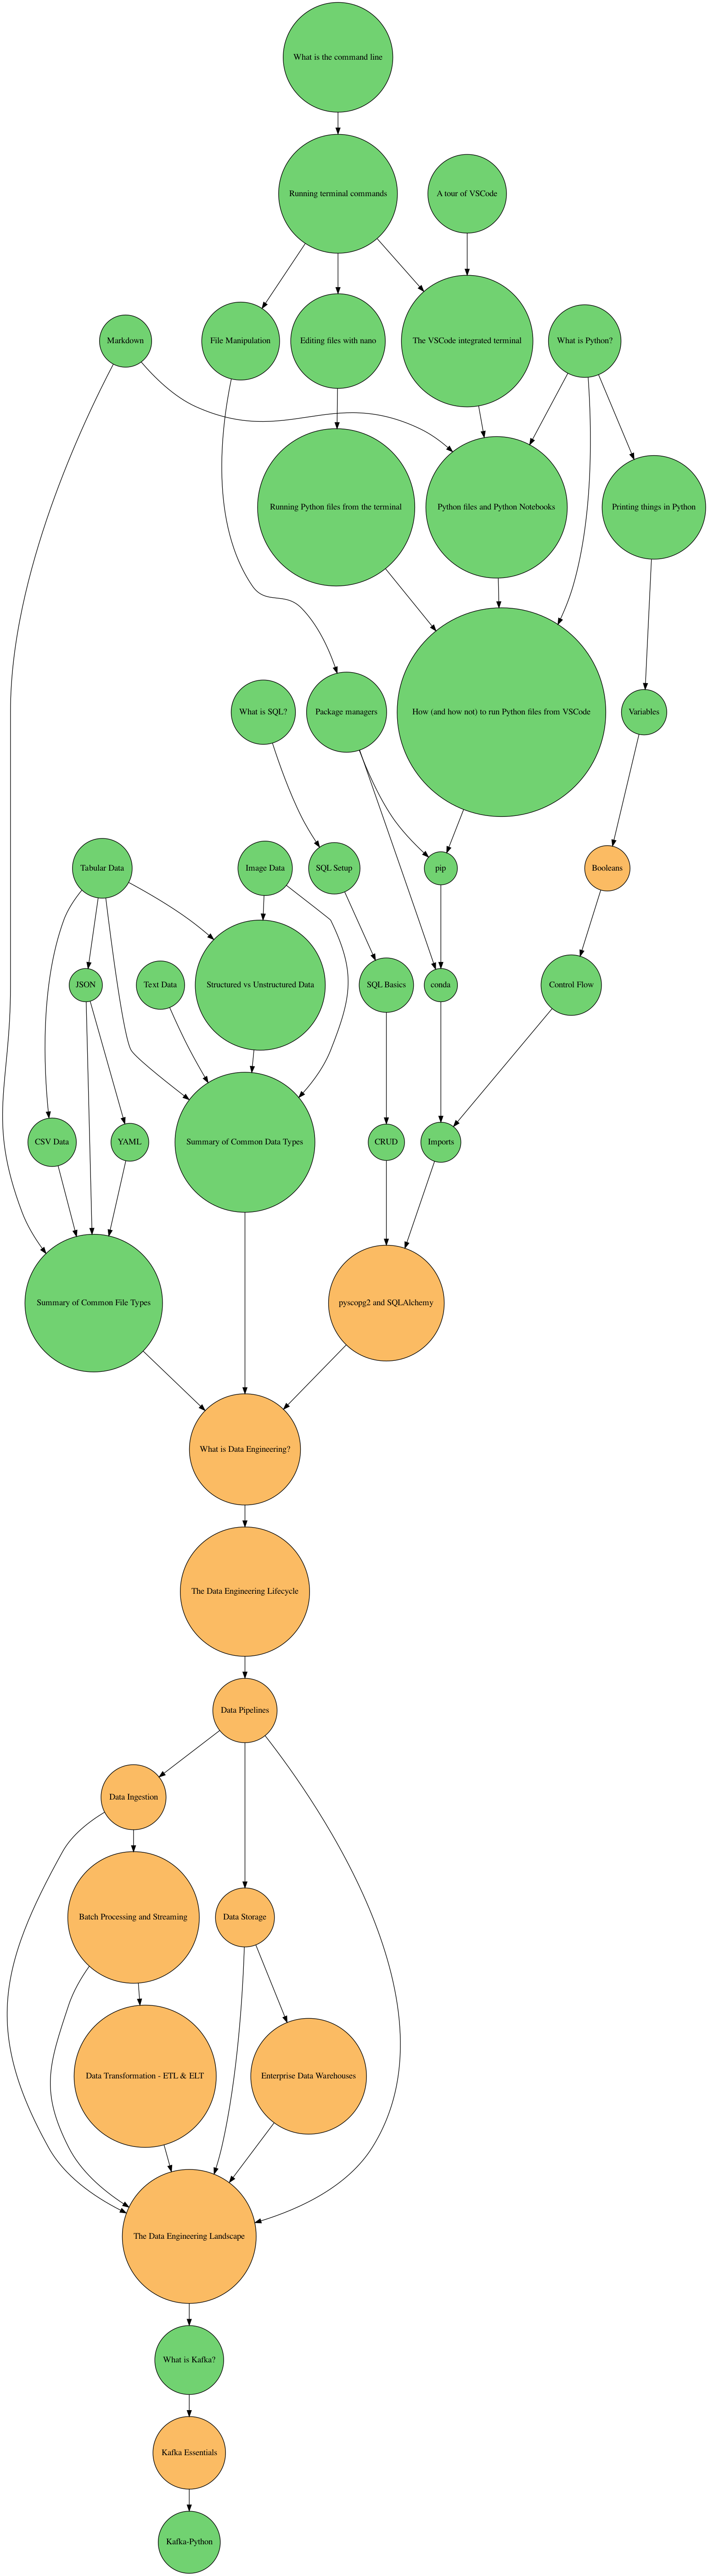 What is the command line
Running terminal commands
A tour of VSCode
Markdown
File Manipulation
Editing files with nano
The VSCode integrated terminal
What is Python?
Running Python files from the terminal
Python files and Python Notebooks
Printing things in Python
What is SQL?
Package managers
How (and how not) to run Python files from VSCode
Variables
Tabular Data
Image Data
SQL Setup
pip
Booleans
JSON
Text Data
Structured vs Unstructured Data
SQL Basics
conda
Control Flow
CSV Data
YAML
Summary of Common Data Types
CRUD
Imports
Summary of Common File Types
pyscopg2 and SQLAlchemy
What is Data Engineering?
The Data Engineering Lifecycle
Data Pipelines
Data Ingestion
Batch Processing and Streaming
Data Storage
Data Transformation - ETL & ELT
Enterprise Data Warehouses
The Data Engineering Landscape
What is Kafka?
Kafka Essentials
Kafka-Python